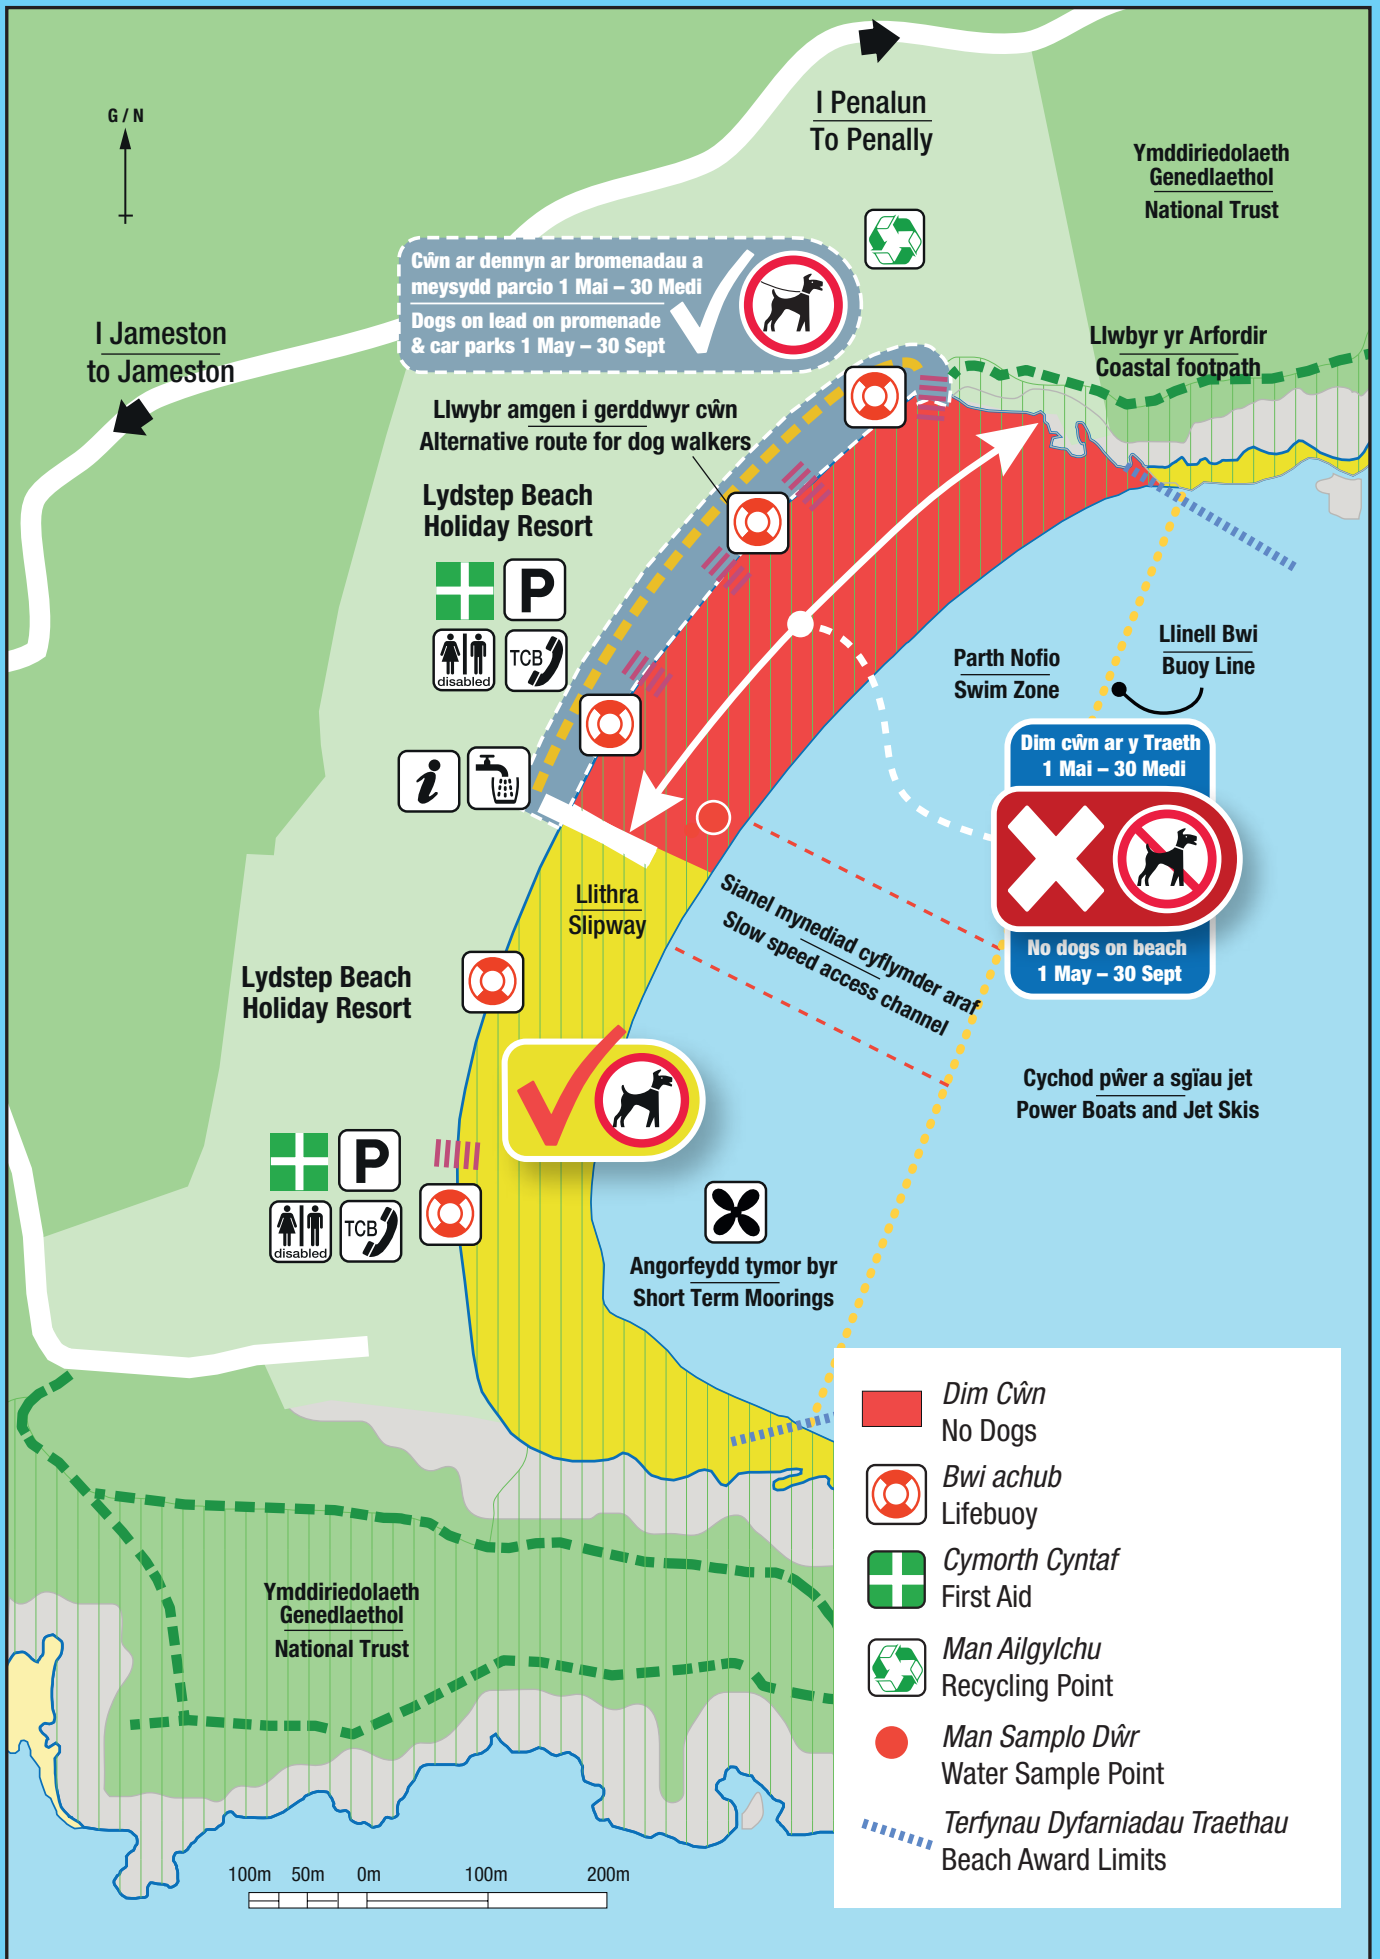 G / N
I Penalun
To Penally
Ymddiriedolaeth
Genedlaethol
National Trust
Cŵn ar dennyn ar bromenadau a
meysydd parcio 1 Mai – 30 Medi
Dogs on lead on promenade
& car parks 1 May – 30 Sept
I Jameston
to Jameston
Llwbyr yr Arfordir
Coastal footpath
Llwybr amgen i gerddwyr cŵn
Alternative route for dog walkers
Lydstep Beach
Holiday Resort
P
disabled
TCB
i
Parth Nofio
Swim Zone
Llinell Bwi
Buoy Line
Dim cŵn ar y Traeth
1 Mai – 30 Medi
No dogs on beach
1 May – 30 Sept
Llithra
Slipway
Sianel mynediad cyflymder araf
Slow speed access channel
Lydstep Beach
Holiday Resort
Cychod pŵer a sgïau jet
Power Boats and Jet Skis
P
disabled
TCB
Angorfeydd tymor byr
Short Term Moorings
Ymddiriedolaeth
Genedlaethol
National Trust
Dim Cŵn
No Dogs
Bwi achub
Lifebuoy
Cymorth Cyntaf
First Aid
Man Ailgylchu
Recycling Point
Man Samplo Dŵr
Water Sample Point
Terfynau Dyfarniadau Traethau
Beach Award Limits
100m 50m 0m 100m 200m